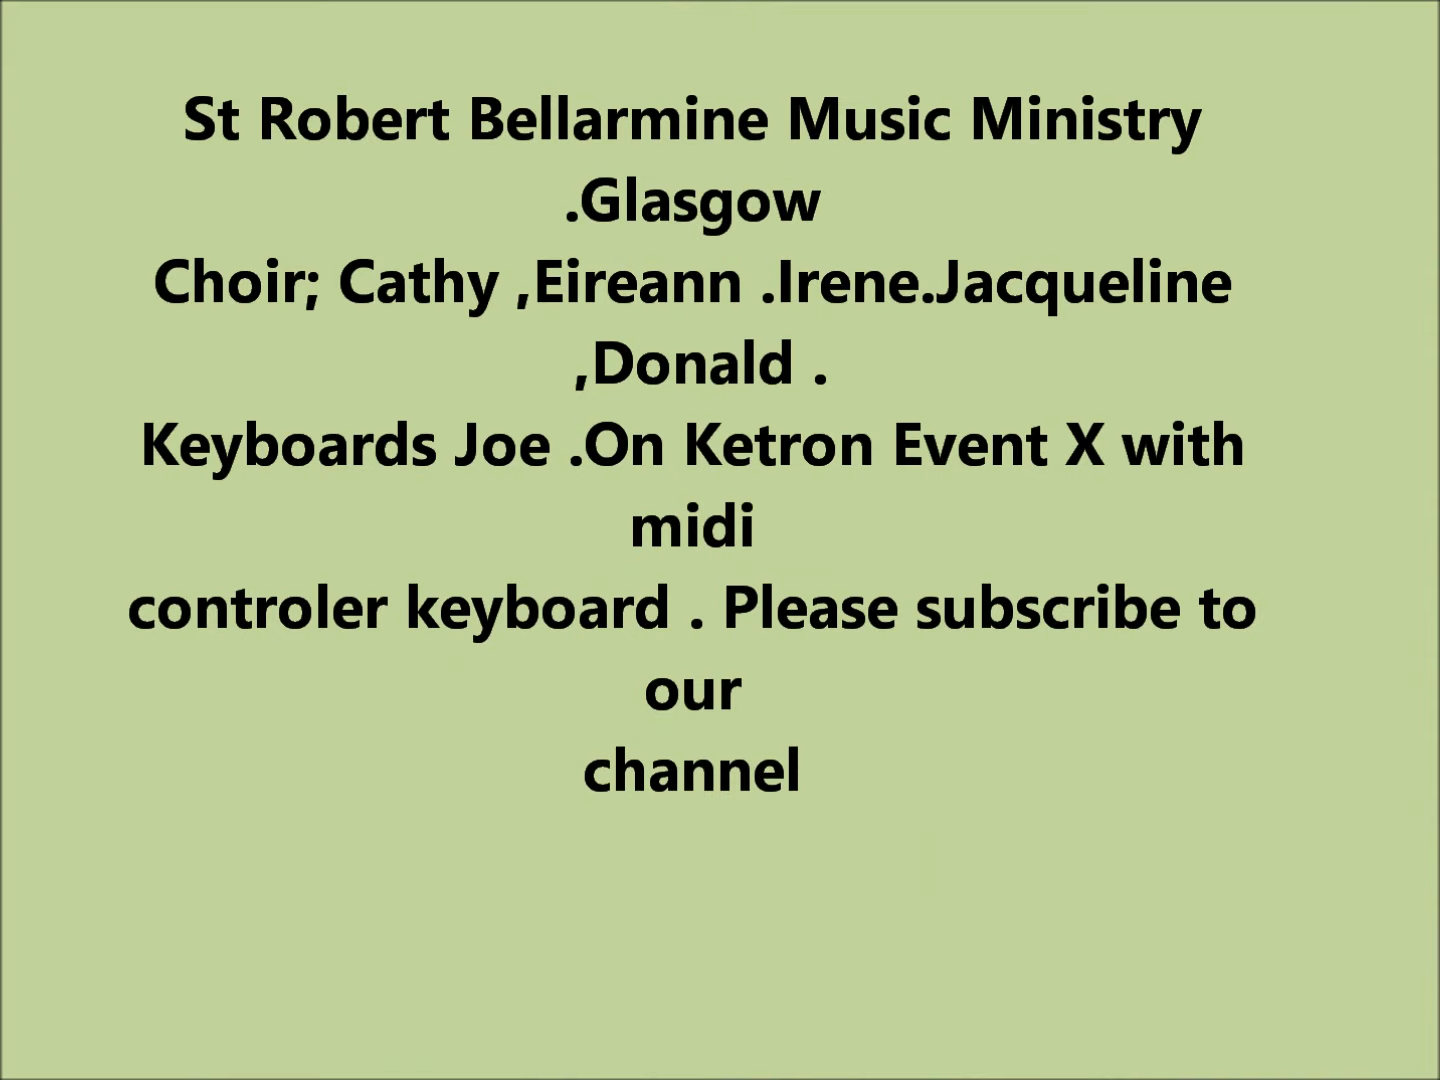 St Robert Bellarmine Music Ministry
.Glasgow
Choir; Cathy ,Eireann .Irene.Jacqueline
,Donald .
Keyboards Joe .On Ketron Event X with
midi
controler keyboard . Please subscribe to
our
channel